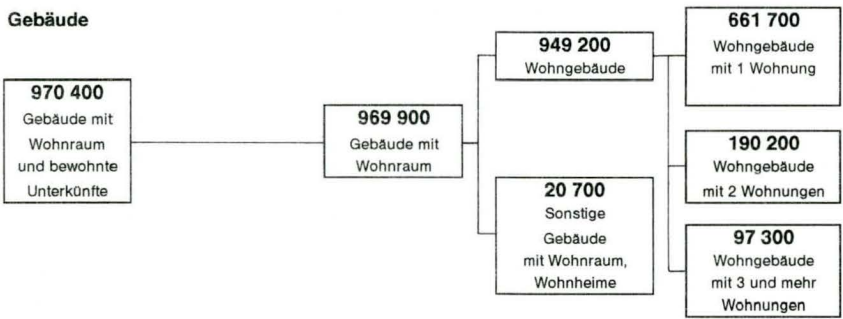 Gebäude
970 400
Gebäude mit
Wohnraum
und bewohnte
Unterkünfte
969 900
Gebäude mit
Wohnraum
949 200
Wohngebäude
20 700
Sonstige
Gebäude
mit Wohnraum,
Wohnheime
661 700
Wohngebäude
mit 1 Wohnung
190 200
Wohngebäude
mit 2 Wohnungen
97 300
Wohngebäude
mit 3 und mehr
Wohnungen